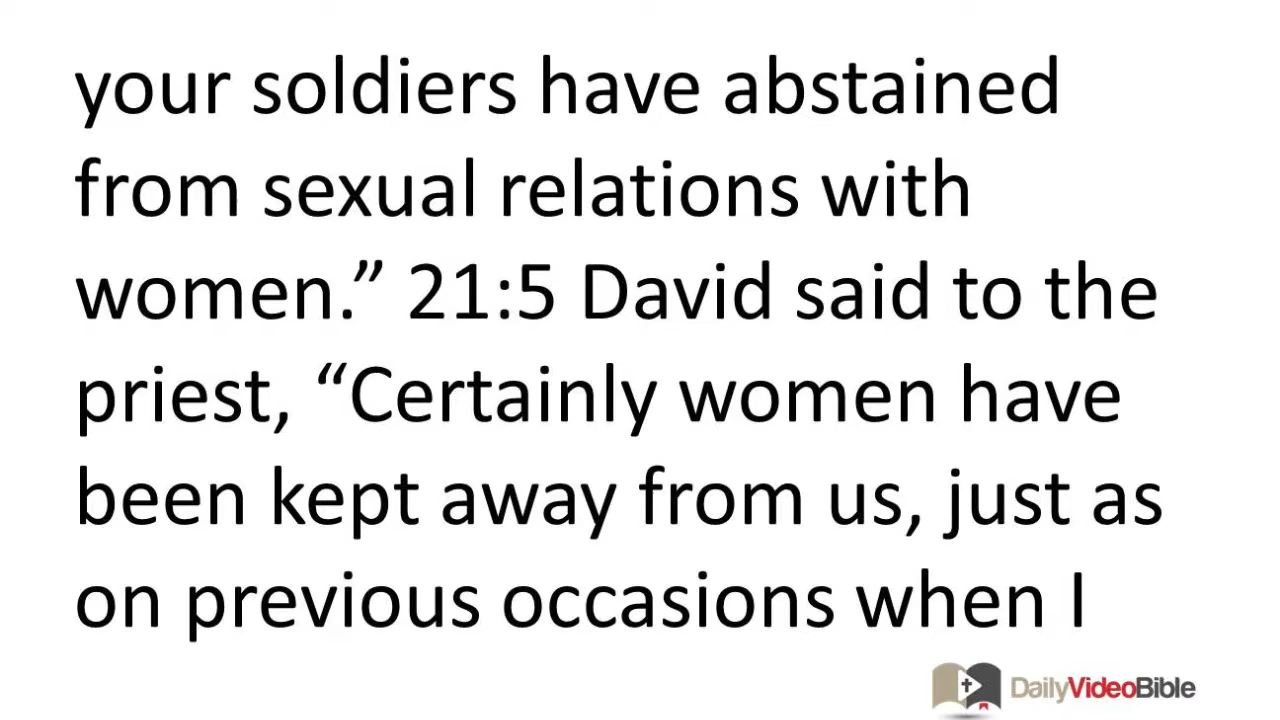 your soldiers have abstained
from sexual relations with
women.” 21:5 David said to the
priest, “Certainly women have
been kept away from us, just as
on previous occasions when I
DailyVideoBible